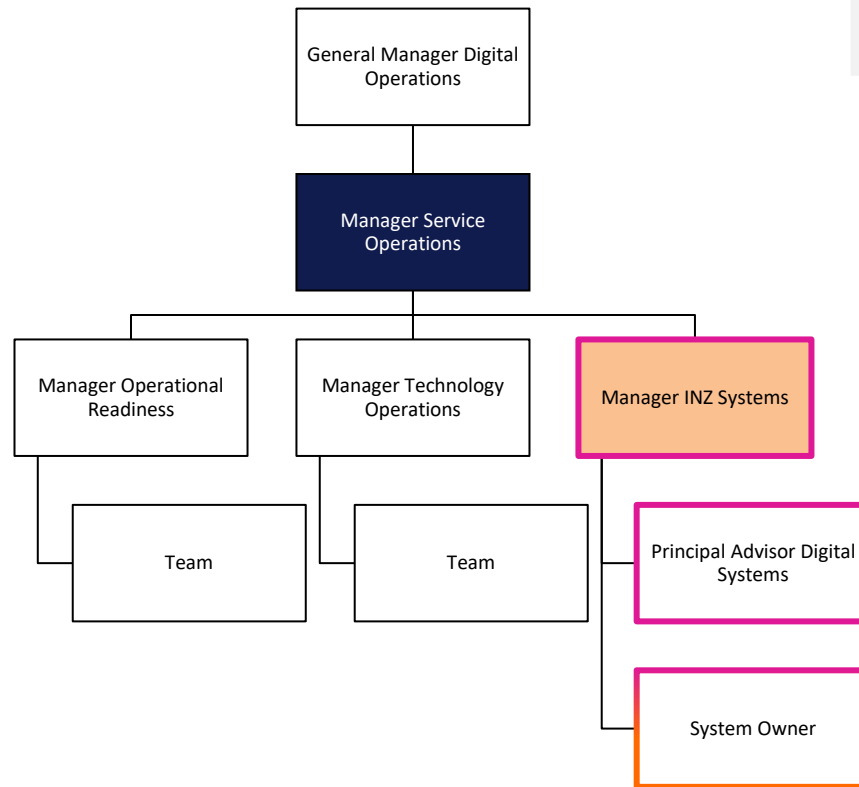 General Manager Digital
Operations
Manager Service
Operations
Manager Operational
Readiness
Manager Technology
Operations
Manager INZ Systems
Team
Team
Principal Advisor Digital
Systems
System Owner